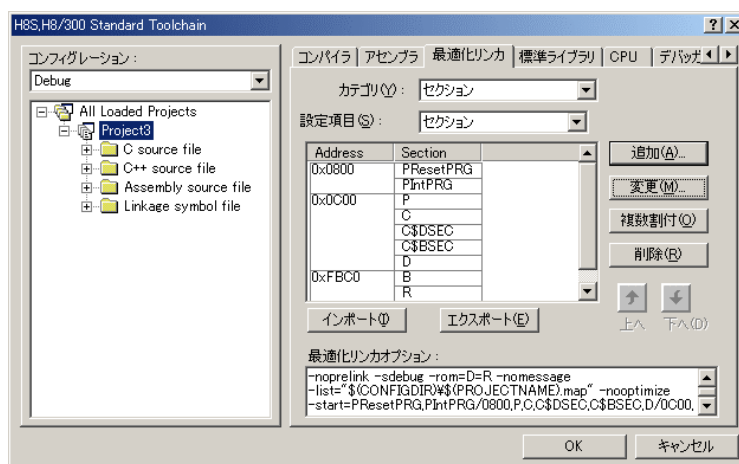 H8S,H8/300 Standard Toolchain
コンフィグレーション :
Debug
All Loaded Projects
Project3
C source file
C++ source file
Assembly source file
Linkage symbol file
コンパイラ アセンブラ 最適化リンカ 標準ライブラリ CPU デバッガ
カテゴリ(Y) : セクション
設定項目(S) : セクション
Address Section
0x0800 PResetPRG
PIntPRG
0x0C00 P
C
C$DSEC
C$BSEC
D
0xFBC0 B
R
追加(A)...
変更(M)...
複数割付(O)
削除(R)
上へ 下へ(D)
インポート(I) エクスポート(E)
最適化リンカオプション :
-noprelink -sdebug -rom=D=R -nomessage
-list="$(CONFIGDIR)¥$(PROJECTNAME).map" -nooptimize
-start=PResetPRG,PIntPRG/0800,P,C,C$DSEC,C$BSEC,D/0C00,
OK キャンセル